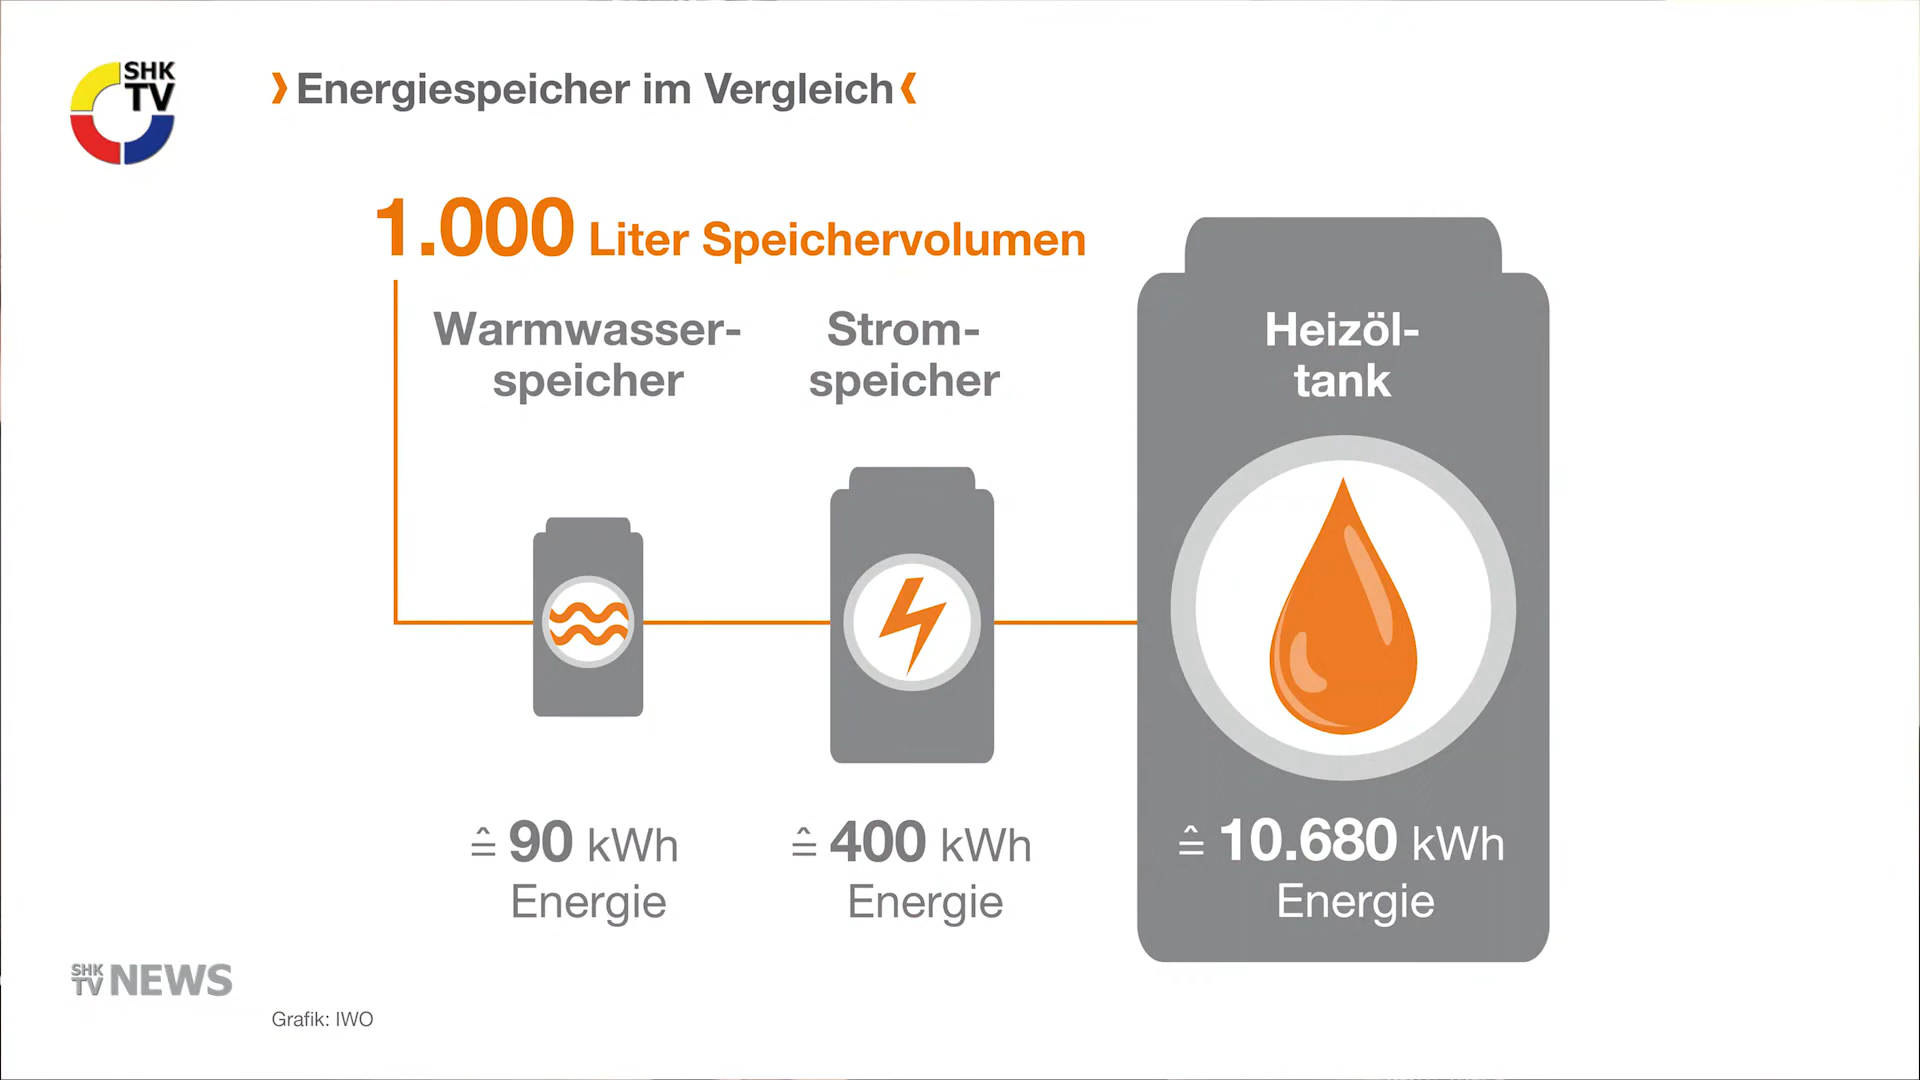 SHK
TV
Energiespeicher im Vergleich
1.000 Liter Speichervolumen
Warmwasser-
speicher
Strom-
speicher
Heizöl-
tank
≙ 90 kWh
Energie
≙ 400 kWh
Energie
≙ 10.680 kWh
Energie
SHK TV NEWS
Grafik: IWO